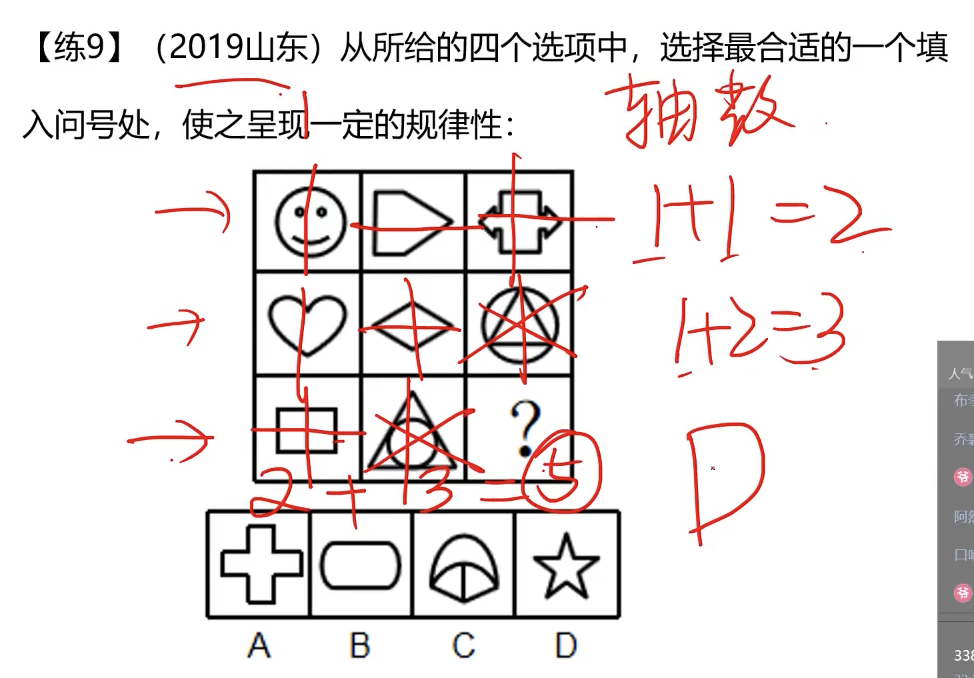 【练9】（2019山东）从所给的四个选项中，选择最合适的一个填
入问号处，使之呈现一定的规律性：
轴数
1+1=2
1+2=3
?
2+3=5
D
A B C D
人气
布
乔
爷
阿
口
爷
338